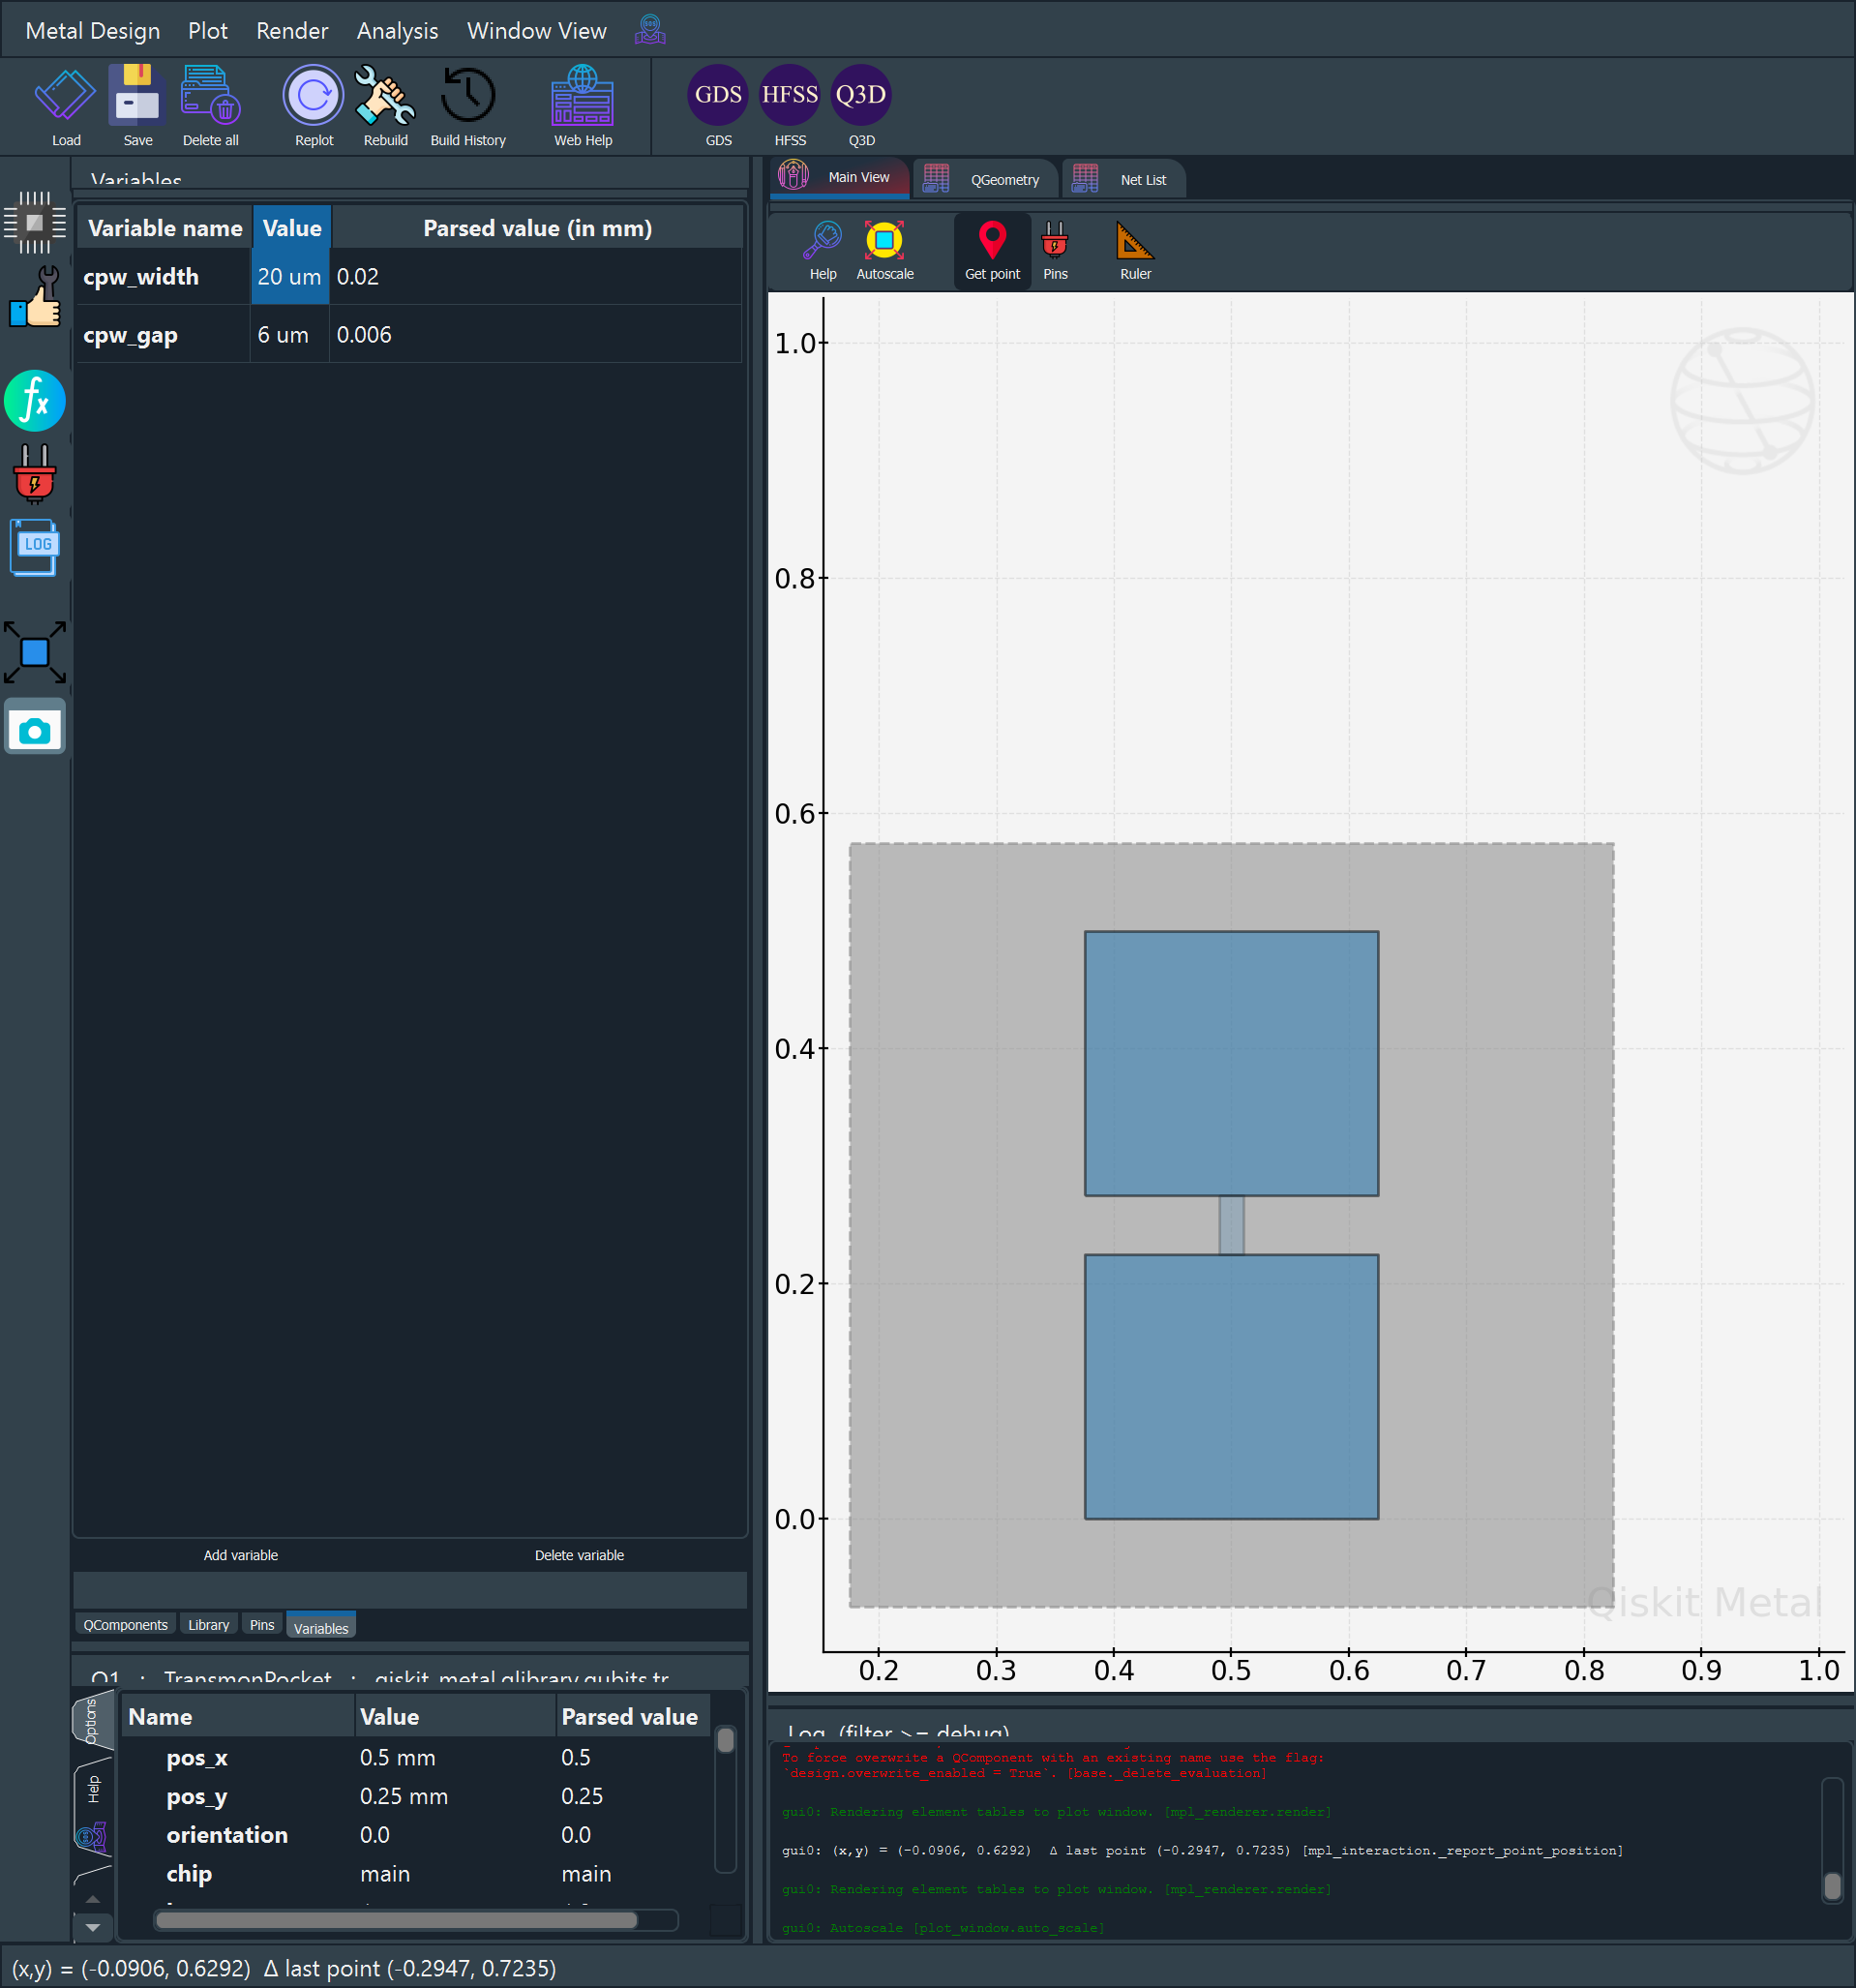 Metal Design Plot Render Analysis Window View
GDS HFSS Q3D
Load Save Delete all Replot Rebuild Build History Web Help GDS HFSS Q3D
Variables
Variable name Value Parsed value (in mm)
cpw_width 20 um 0.02
cpw_gap 6 um 0.006
LOG
Add variable Delete variable
QComponents Library Pins Variables
Q1 : TransmonPocket : qiskit_metal.qlibrary.qubits.tr
Options
Help
Name Value Parsed value
pos_x 0.5 mm 0.5
pos_y 0.25 mm 0.25
orientation 0.0 0.0
chip main main
Main View QGeometry Net List
Help Autoscale Get point Pins Ruler
1.0
0.8
0.6
0.4
0.2
0.0
Qiskit Metal
0.2 0.3 0.4 0.5 0.6 0.7 0.8 0.9 1.0
Log (filter >= debug)
To force overwrite a QComponent with an existing name use the flag:
`design.overwrite_enabled = True`. [base._delete_evaluation]
gui0: Rendering element tables to plot window. [mpl_renderer.render]
gui0: (x,y) = (-0.0906, 0.6292) Δ last point (-0.2947, 0.7235) [mpl_interaction._report_point_position]
gui0: Rendering element tables to plot window. [mpl_renderer.render]
gui0: Autoscale [plot_window.auto_scale]
(x,y) = (-0.0906, 0.6292) Δ last point (-0.2947, 0.7235)